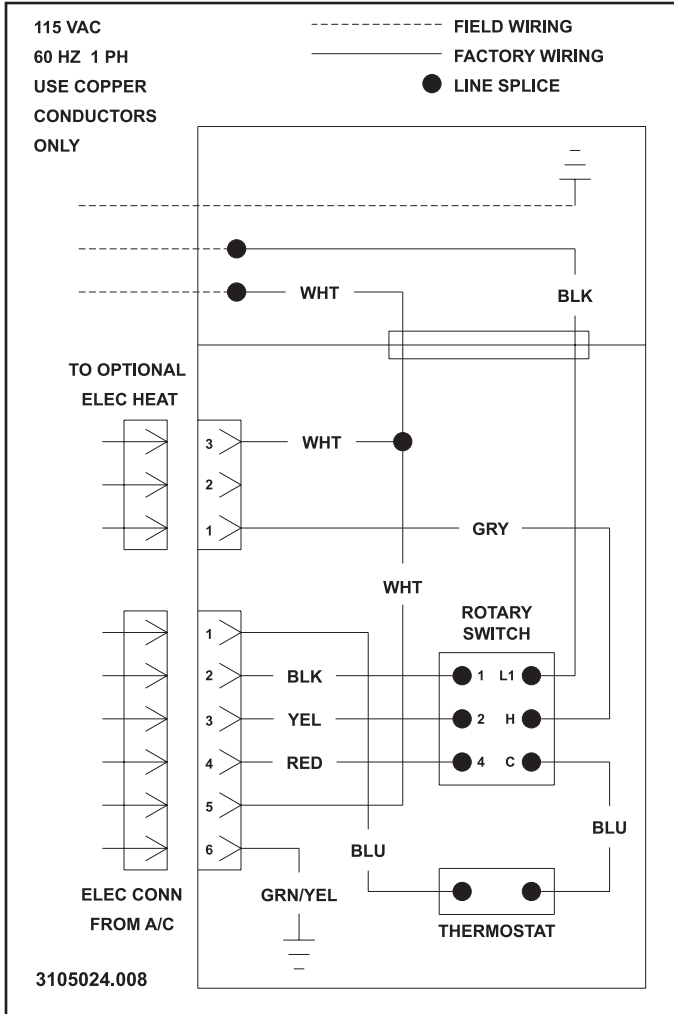 115 VAC
60 HZ 1 PH
USE COPPER
CONDUCTORS
ONLY
FIELD WIRING
FACTORY WIRING
LINE SPLICE
WHT
BLK
TO OPTIONAL
ELEC HEAT
3
WHT
2
1
GRY
WHT
ROTARY
SWITCH
1
2
BLK
1 L1
3
YEL
2 H
4
RED
4 C
5
6
BLU
BLU
ELEC CONN
FROM A/C
GRN/YEL
THERMOSTAT
3105024.008